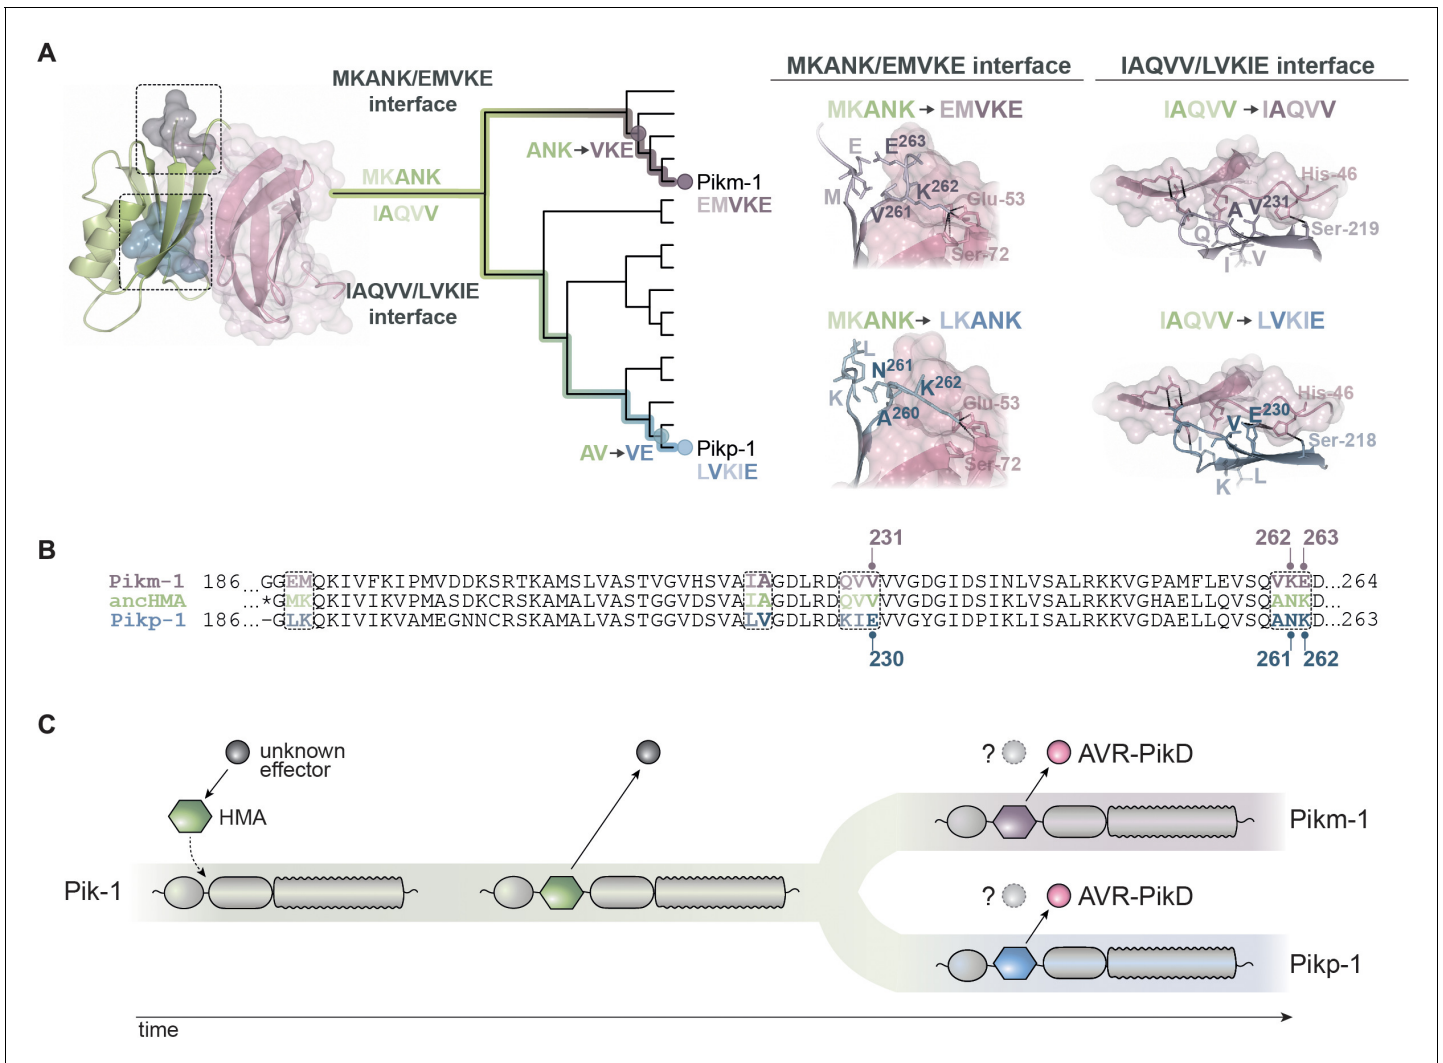 A
MKANK/EMVKE
interface
MKANK
IAQVV
IAQVV/LVKIE
interface
ANK→VKE
Pikm-1
EMVKE
AV→VE
Pikp-1
LVKIE
MKANK/EMVKE interface
IAQVV/LVKIE interface
MKANK→EMVKE
E
E263
M
V261
K262
Glu-53
Ser-72
IAQVV→IAQVV
His-46
A
V231
Q
Ser-219
I
V
MKANK→LKANK
L
N261
K262
K
A260
Glu-53
Ser-72
IAQVV→LVKIE
His-46
V
E230
I
Ser-218
K
L
B
231
262
263
Pikm-1 186...GGEMQKIVFKIPMVDDKSRTKAMSLVASTVGVHSVAIAGDLRDQVVVVVGDGIDSINLVSALRKKVGPAMFLEVSQVKED...264
ancHMA ...*GMKQKIVIKVPMASDKCRSKAMALVASTGGVDSVAIAGDLRDQVVVVVGDGIDSVKLVSALRKKVGHAELLQVSQANKD...
Pikp-1 186...-GLKQKIVIKVAMEGNNCRSKAMALVASTGGVDSVALVGDLRDKIEVVGYGIDPIKLISALRKKVGDAELLQVSQANKD...263
230
261
262
C
unknown
effector
HMA
Pik-1
? AVR-PikD
Pikm-1
? AVR-PikD
Pikp-1
time